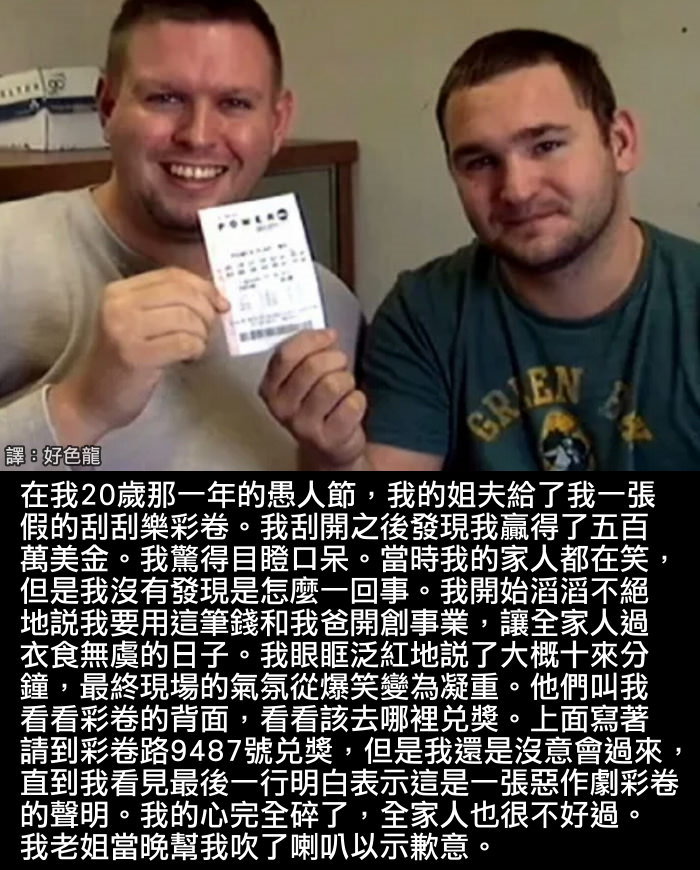 POWER
GREEN B
譯：好色龍
在我20歲那一年的愚人節，我的姐夫給了我一張
假的刮刮樂彩卷。我刮開之後發現我贏得了五百
萬美金。我驚得目瞪口呆。當時我的家人都在笑，
但是我沒有發現是怎麼一回事。我開始滔滔不絕
地說我要用這筆錢和我爸開創事業，讓全家人過
衣食無虞的日子。我眼眶泛紅地說了大概十來分
鐘，最終現場的氣氛從爆笑變為凝重。他們叫我
看看彩卷的背面，看看該去哪裡兌獎。上面寫著
請到彩卷路9487號兌獎，但是我還是沒意會過來，
直到我看見最後一行明白表示這是一張惡作劇彩卷
的聲明。我的心完全碎了，全家人也很不好過。
我老姐當晚幫我吹了喇叭以示歉意。